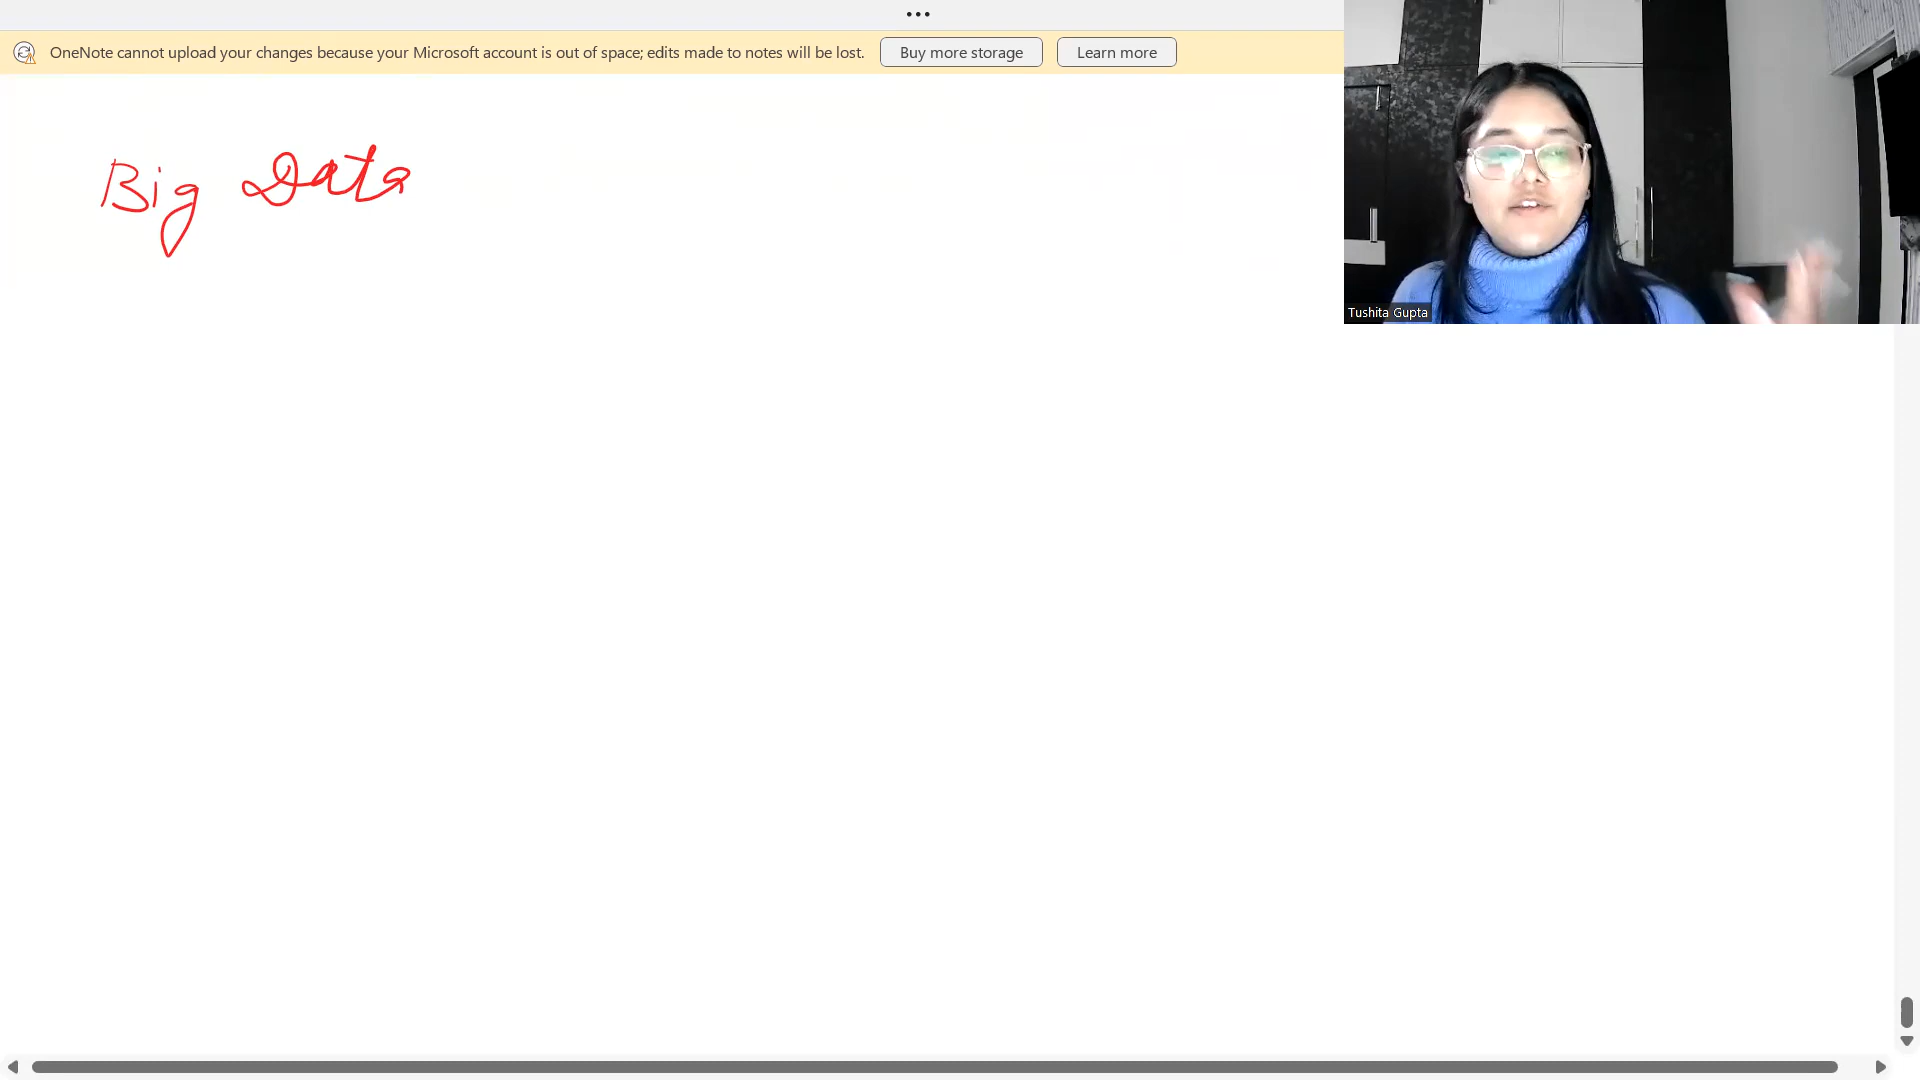 OneNote cannot upload your changes because your Microsoft account is out of space; edits made to notes will be lost. Buy more storage Learn more
Big Data
Tushita Gupta